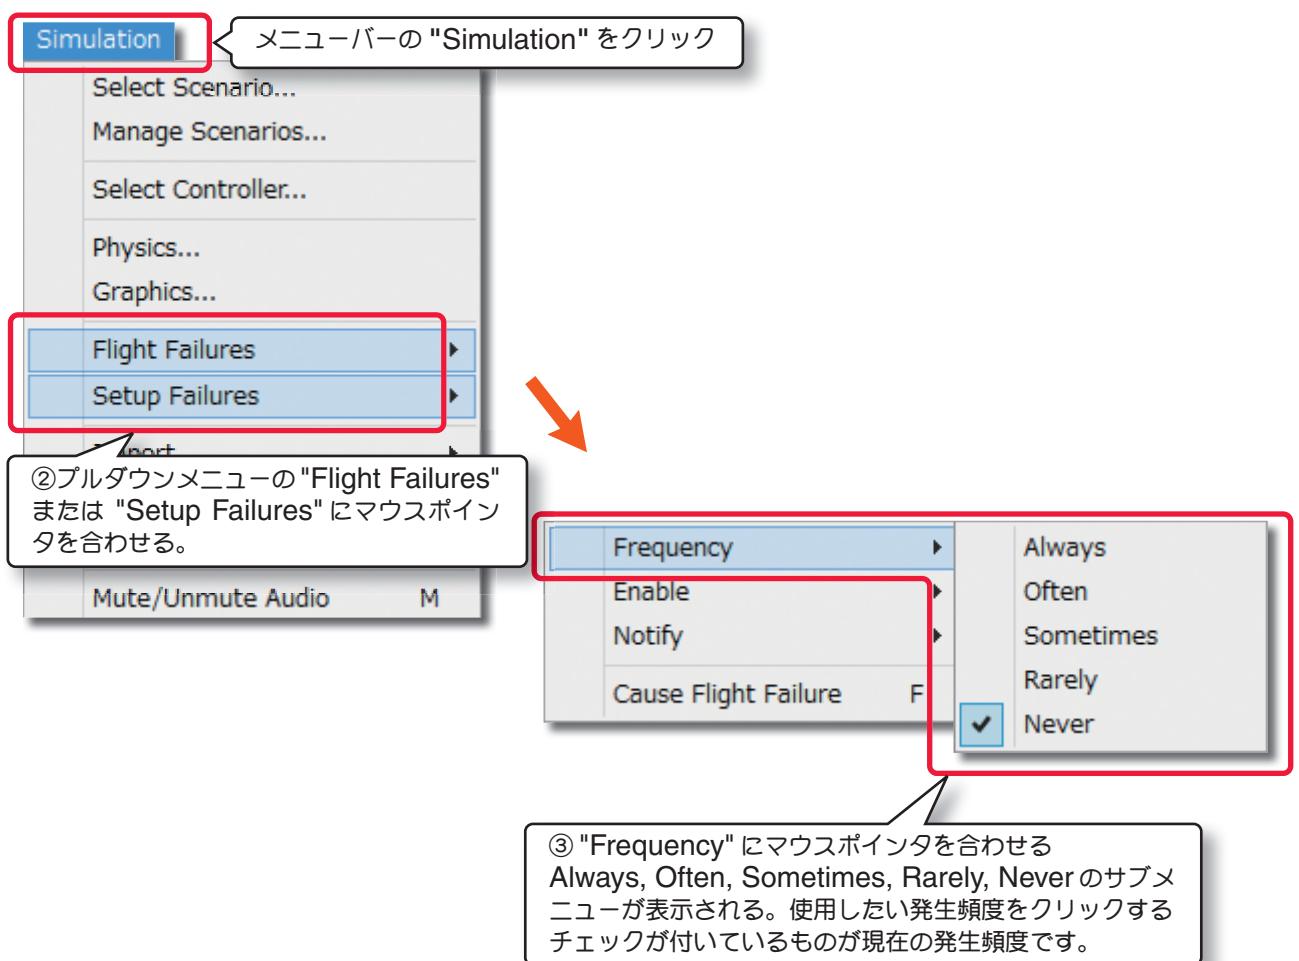 Simulation
メニューバーの "Simulation" をクリック
Select Scenario...
Manage Scenarios...
Select Controller...
Physics...
Graphics...
Flight Failures
Setup Failures
②プルダウンメニューの "Flight Failures"
または "Setup Failures" にマウスポイン
タを合わせる。
Mute/Unmute Audio M
Frequency
Enable
Notify
Cause Flight Failure F
Always
Often
Sometimes
Rarely
Never
③ "Frequency" にマウスポインタを合わせる
Always, Often, Sometimes, Rarely, Never のサブメ
ニューが表示される。使用したい発生頻度をクリックする
チェックが付いているものが現在の発生頻度です。